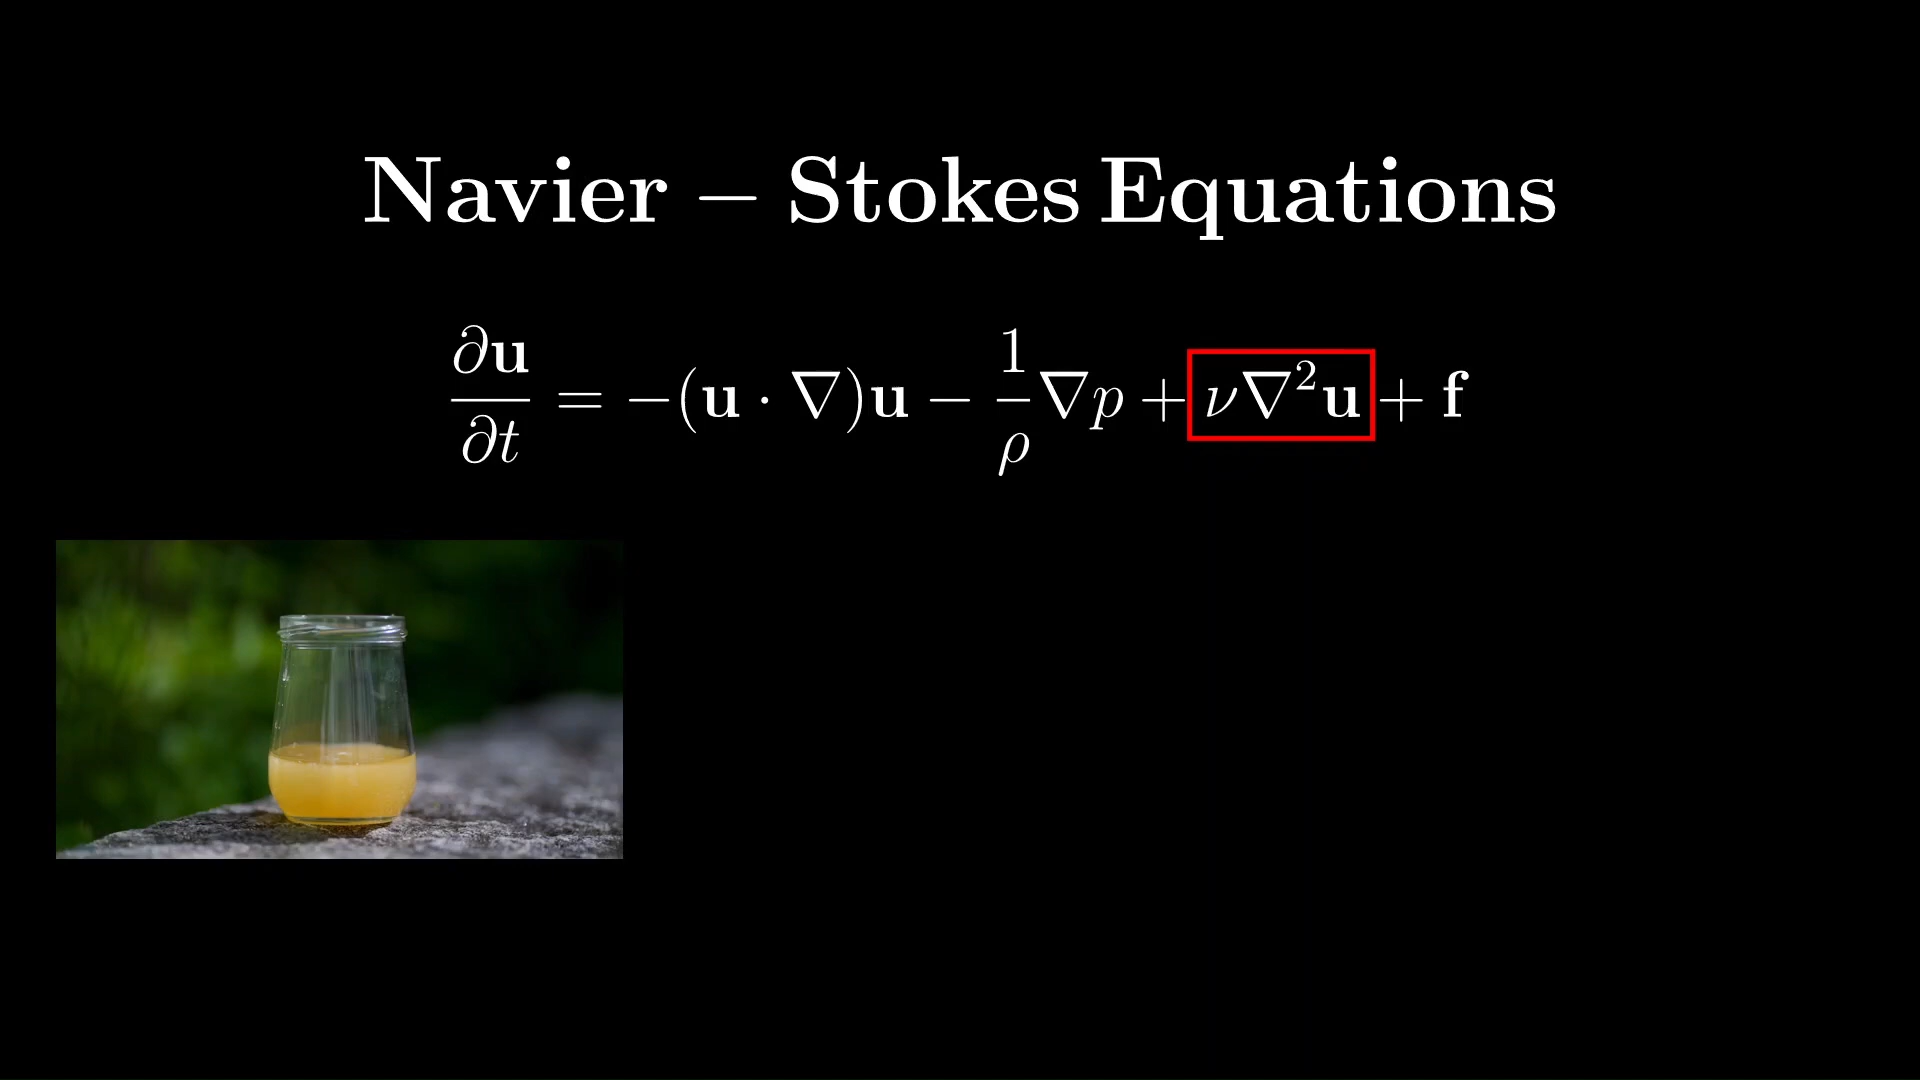 Navier – Stokes Equations
∂u/∂t = −(u · ∇)u − 1/ρ ∇p + ν∇²u + f